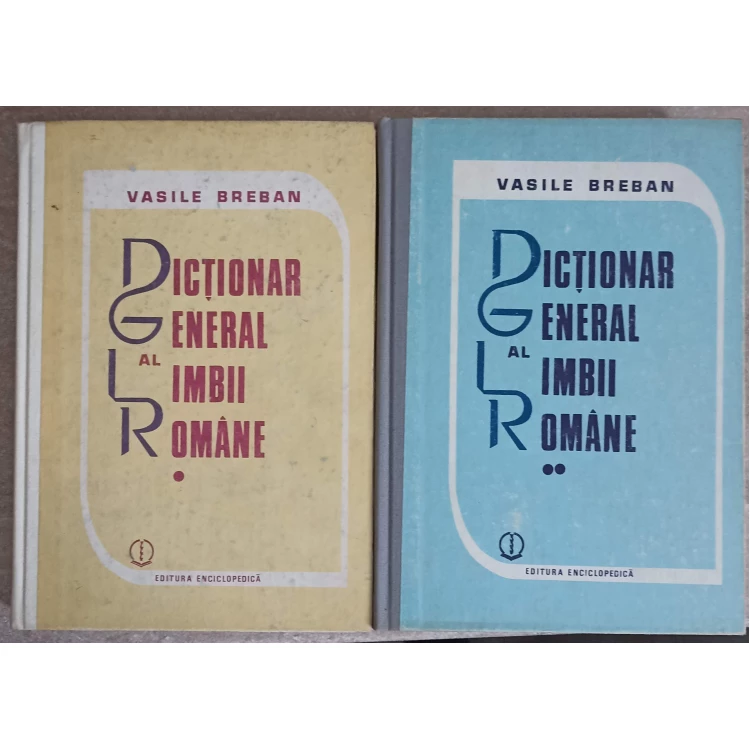 VASILE BREBAN
DICȚIONAR
GENERAL
AL
LIMBII
ROMÂNE
EDITURA ENCICLOPEDICĂ
VASILE BREBAN
DICȚIONAR
GENERAL
AL
LIMBII
ROMÂNE
EDITURA ENCICLOPEDICĂ